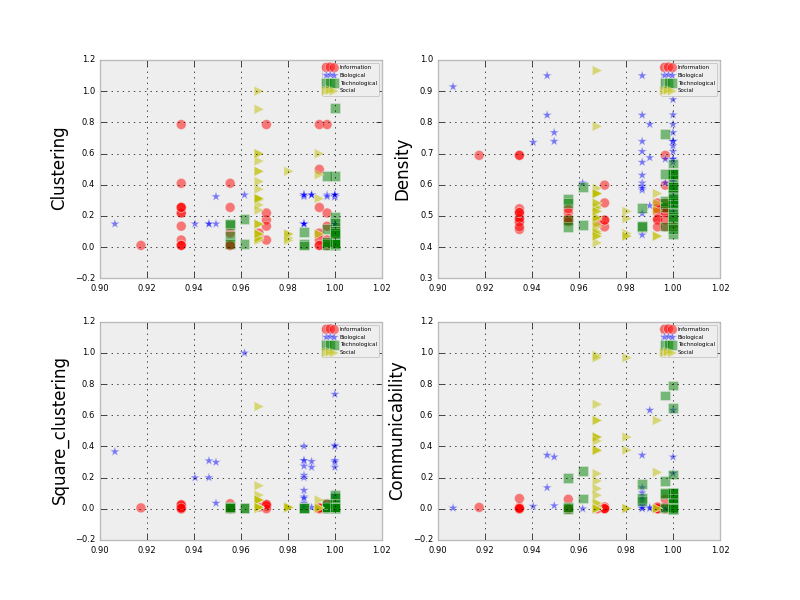 Clustering
1.2
1.0
0.8
0.6
0.4
0.2
0.0
−0.2
0.90 0.92 0.94 0.96 0.98 1.00 1.02
Information
Biological
Technological
Social
Density
1.0
0.9
0.8
0.7
0.6
0.5
0.4
0.3
0.90 0.92 0.94 0.96 0.98 1.00 1.02
Information
Biological
Technological
Social
Square_clustering
1.2
1.0
0.8
0.6
0.4
0.2
0.0
−0.2
0.90 0.92 0.94 0.96 0.98 1.00 1.02
Information
Biological
Technological
Social
Communicability
1.2
1.0
0.8
0.6
0.4
0.2
0.0
−0.2
0.90 0.92 0.94 0.96 0.98 1.00 1.02
Information
Biological
Technological
Social